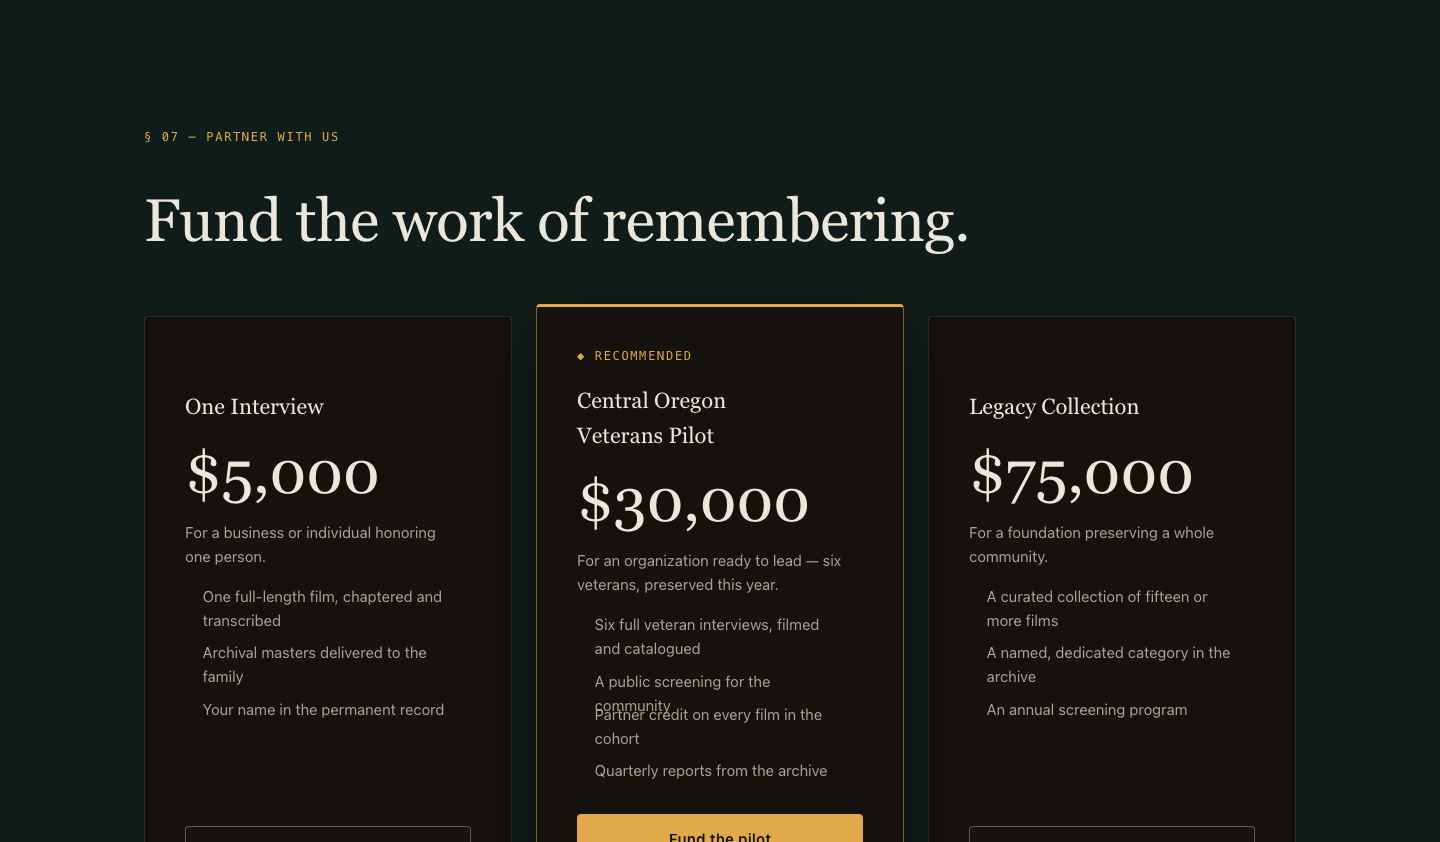 § 07 — PARTNER WITH US
Fund the work of remembering.
One Interview
$5,000
For a business or individual honoring
one person.
One full-length film, chaptered and
transcribed
Archival masters delivered to the
family
Your name in the permanent record
◆ RECOMMENDED
Central Oregon
Veterans Pilot
$30,000
For an organization ready to lead — six
veterans, preserved this year.
Six full veteran interviews, filmed
and catalogued
A public screening for the
community
Partner credit on every film in the
cohort
Quarterly reports from the archive
Fund the pilot
Legacy Collection
$75,000
For a foundation preserving a whole
community.
A curated collection of fifteen or
more films
A named, dedicated category in the
archive
An annual screening program